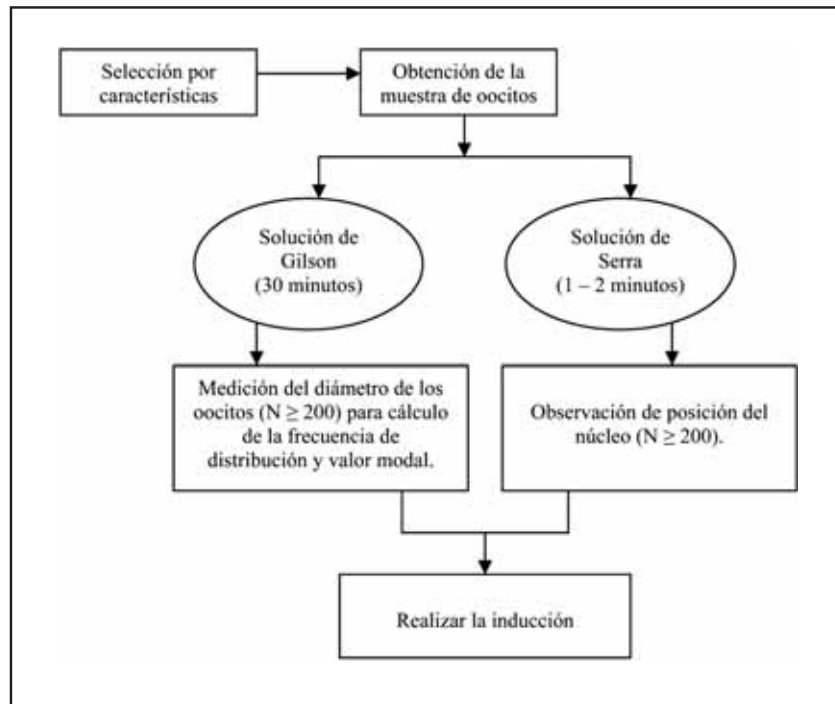 Selección por
características
Obtención de la
muestra de oocitos
Solución de
Gilson
(30 minutos)
Solución de
Serra
(1 – 2 minutos)
Medición del diámetro de los
oocitos (N ≥ 200) para cálculo
de la frecuencia de
distribución y valor modal.
Observación de posición del
núcleo (N ≥ 200).
Realizar la inducción